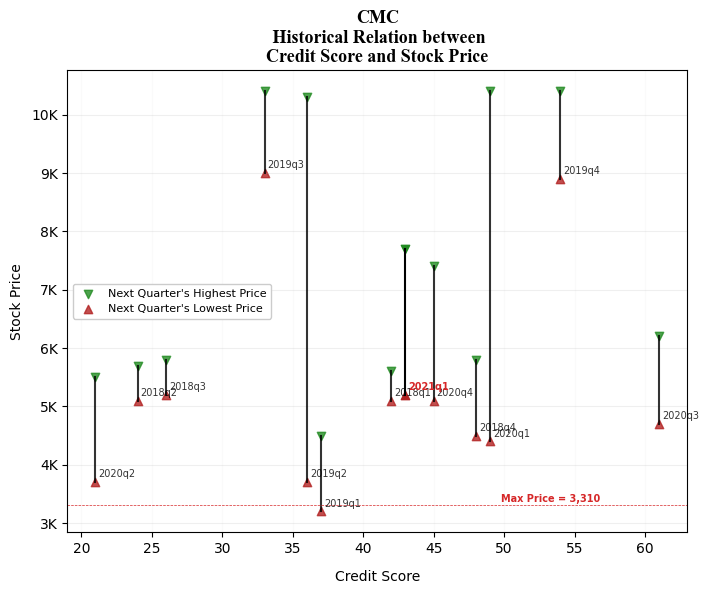 CMC
Historical Relation between
Credit Score and Stock Price
Stock Price
10K
9K
8K
7K
6K
5K
4K
3K
2019q3
2019q4
Next Quarter's Highest Price
Next Quarter's Lowest Price
2018q3
2018q2
2021q1
2018q1
2020q4
2020q3
2018q4
2020q1
2020q2
2019q2
2019q1
Max Price = 3,310
20 25 30 35 40 45 50 55 60
Credit Score